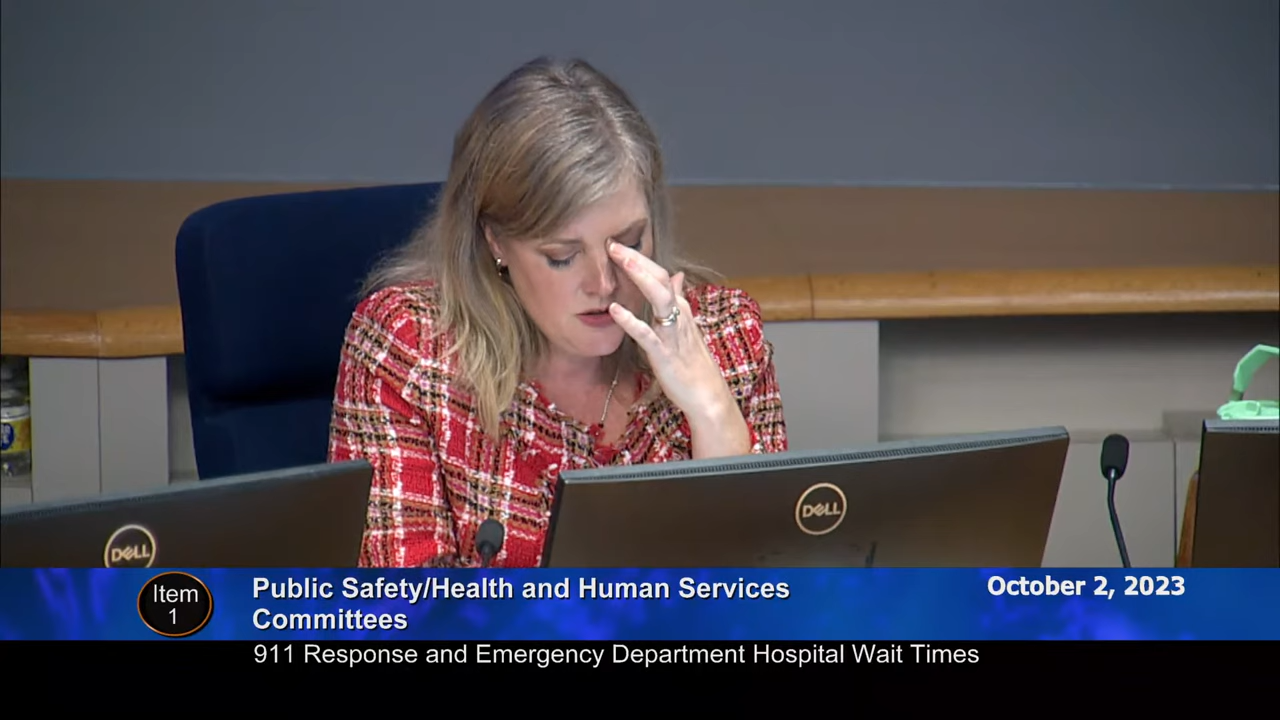 DELL
DELL
Item
1
Public Safety/Health and Human Services
Committees
October 2, 2023
911 Response and Emergency Department Hospital Wait Times